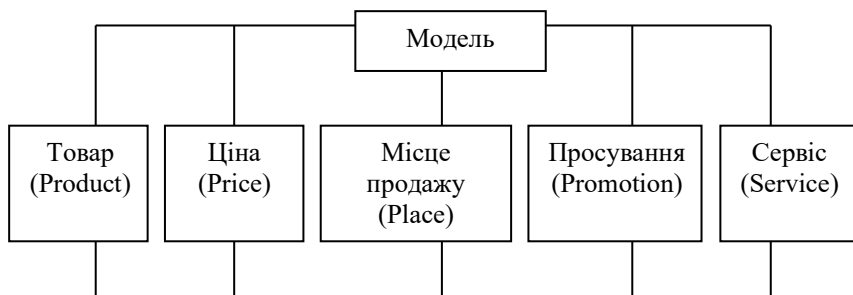 Модель
Товар
(Product)
Ціна
(Price)
Місце
продажу
(Place)
Просування
(Promotion)
Сервіс
(Service)